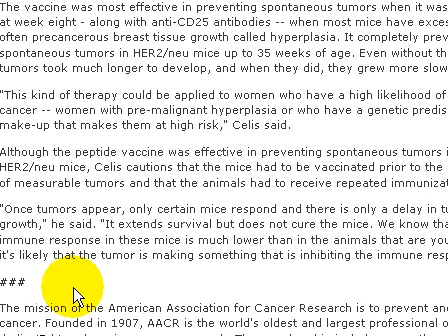 The vaccine was most effective in preventing spontaneous tumors when it was
at week eight - along with anti-CD25 antibodies -- when most mice have
often precancerous breast tissue growth called hyperplasia. It completely
spontaneous tumors in HER2/neu mice up to 35 weeks of age. Even without
tumors took much longer to develop, and when they did, they grew more
"This kind of therapy could be applied to women who have a high likelihood of
cancer -- women with pre-malignant hyperplasia or who have a genetic
make-up that makes them at high risk," Celis said.
Although the peptide vaccine was effective in preventing spontaneous tumors
HER2/neu mice, Celis cautions that the mice had to be vaccinated prior to the
of measurable tumors and that the animals had to receive repeated
"Once tumors appear, only certain mice respond and there is only a delay in
growth," he said. "It extends survival but does not cure the mice. We know
immune response in these mice is much lower than in the animals that are
it's likely that the tumor is making something that is inhibiting the immune
###
The mission of the American Association for Cancer Research is to prevent
cancer. Founded in 1907, AACR is the world's oldest and largest professional